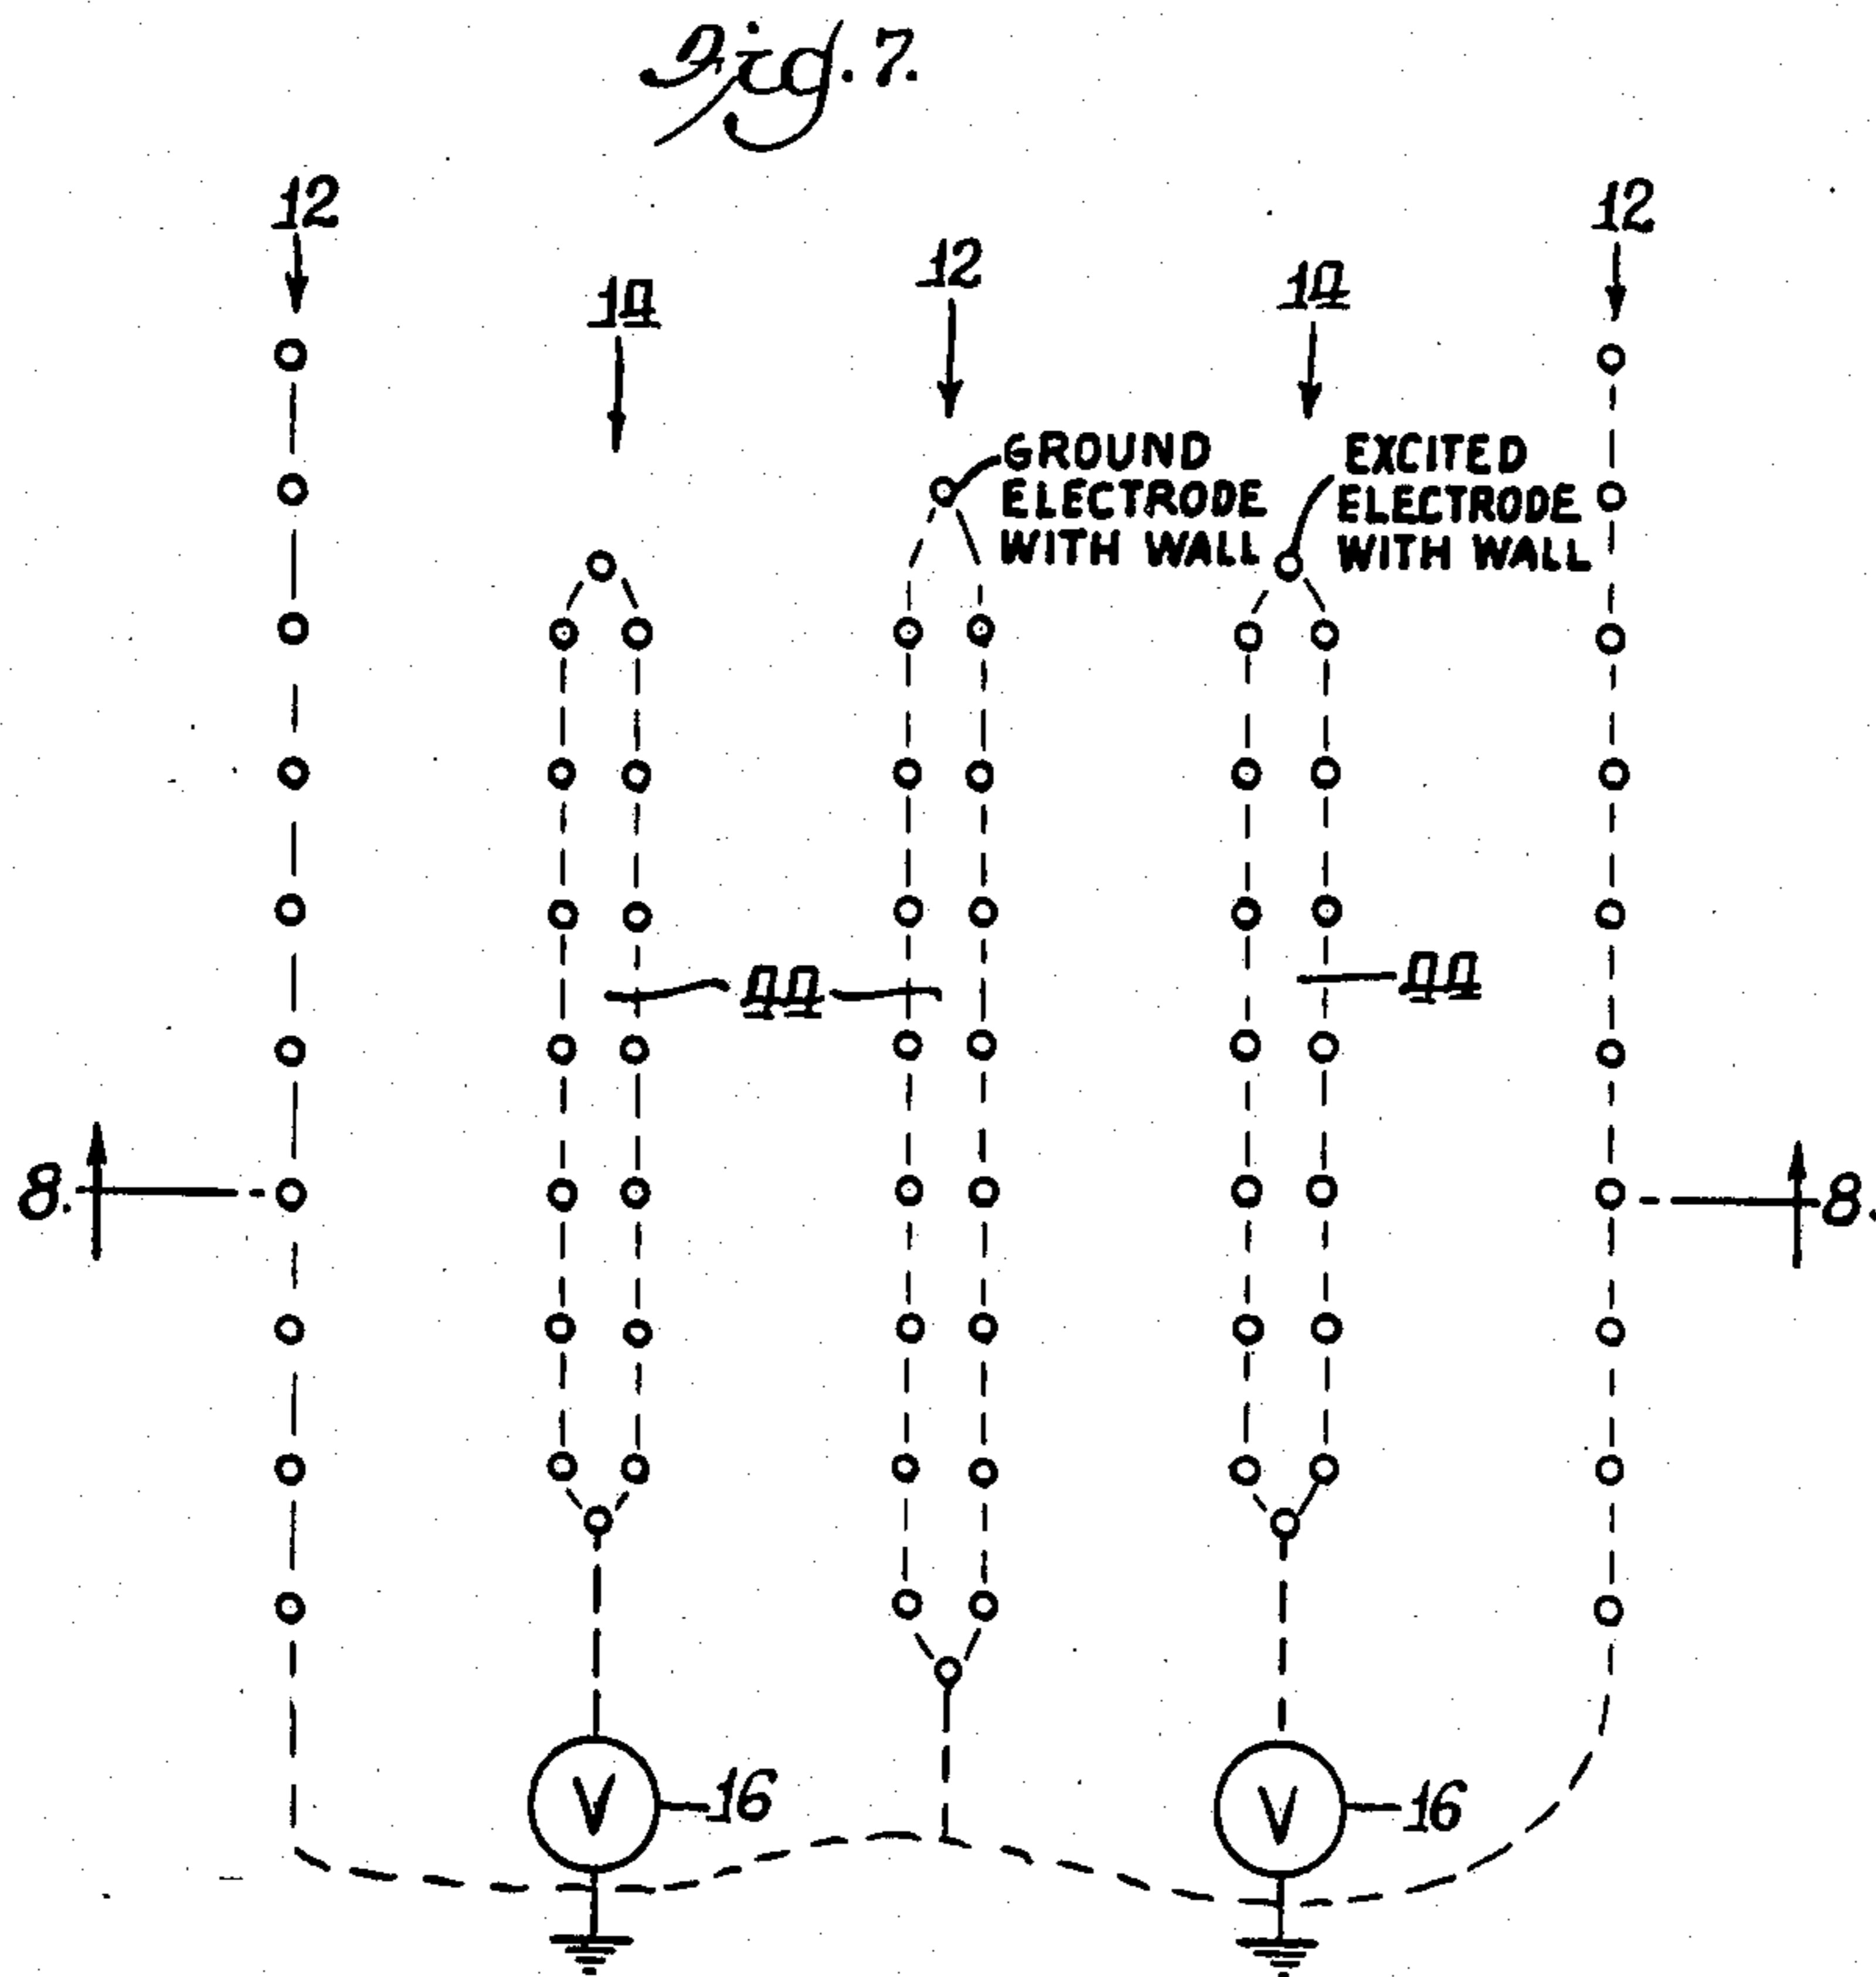 Fig. 7.
12
12
12
14
14
GROUND
ELECTRODE
WITH WALL
EXCITED
ELECTRODE
WITH WALL
44
44
8.
8.
V
16
V
16